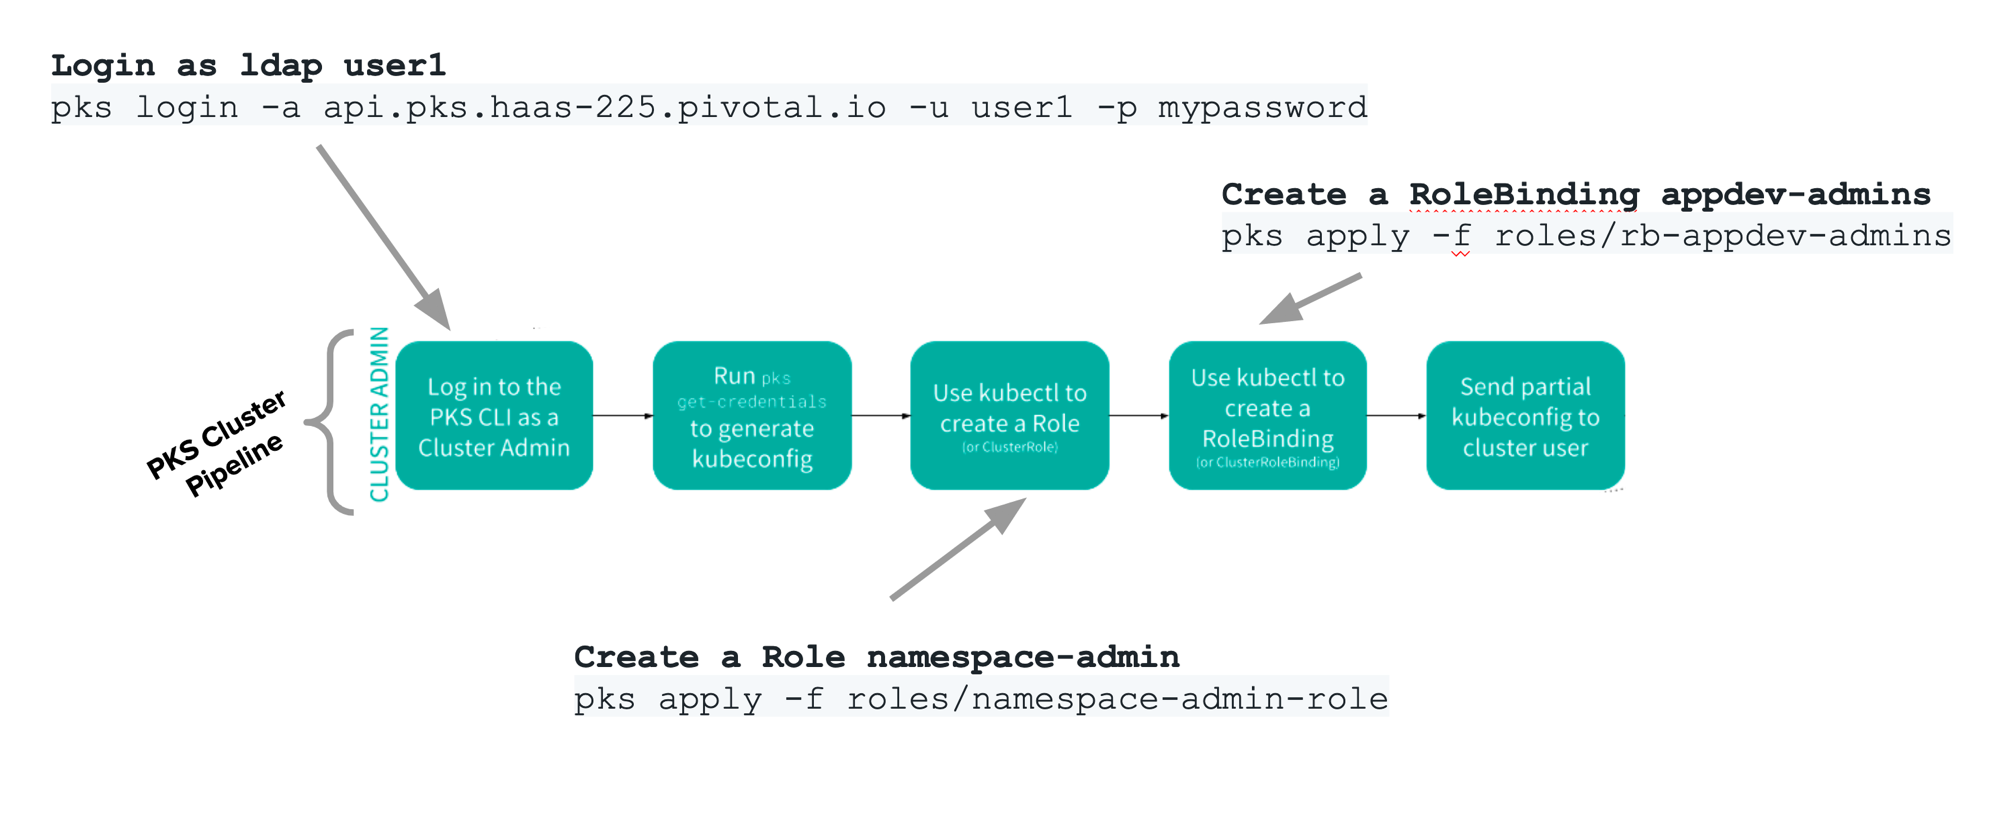 Login as ldap user1
pks login -a api.pks.haas-225.pivotal.io -u user1 -p mypassword
Create a RoleBinding appdev-admins
pks apply -f roles/rb-appdev-admins
PKS Cluster
Pipeline
CLUSTER ADMIN
Log in to the
PKS CLI as a
Cluster Admin
Run pks
get-credentials
to generate
kubeconfig
Use kubectl to
create a Role
(or ClusterRole)
Use kubectl to
create a
RoleBinding
(or ClusterRoleBinding)
Send partial
kubeconfig to
cluster user
Create a Role namespace-admin
pks apply -f roles/namespace-admin-role